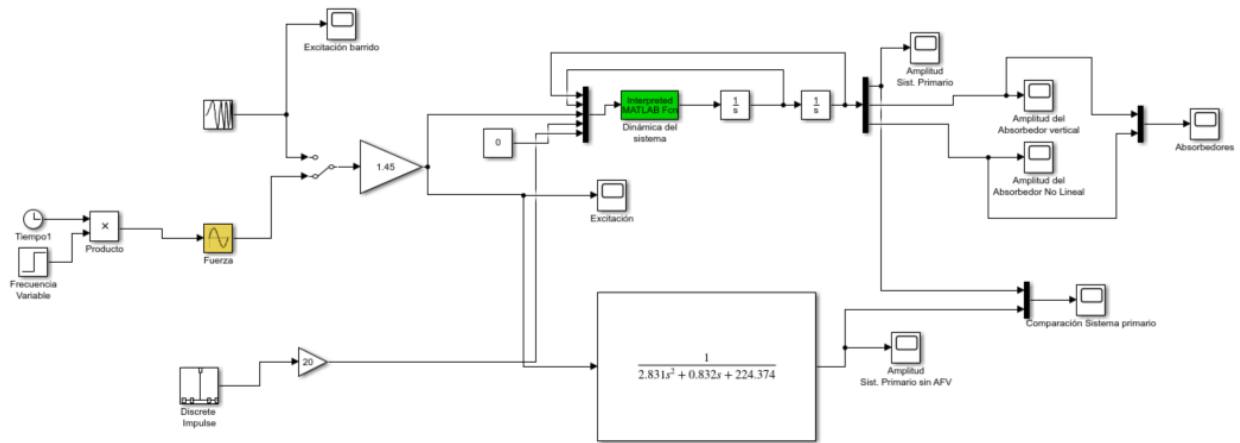 Excitación barrido
Amplitud
Sist. Primario
Interpreted
MATLAB Fcn
Dinámica del
sistema
1
s
1
s
Amplitud del
Absorbedor vertical
Absorbedores
0
1.45
Amplitud del
Absorbedor No Lineal
Excitación
Tiempo1
×
Producto
Fuerza
Frecuencia
Variable
Comparación Sistema primario
1
2.831s² + 0.832s + 224.374
20
Amplitud
Sist. Primario sin AFV
Discrete
Impulse